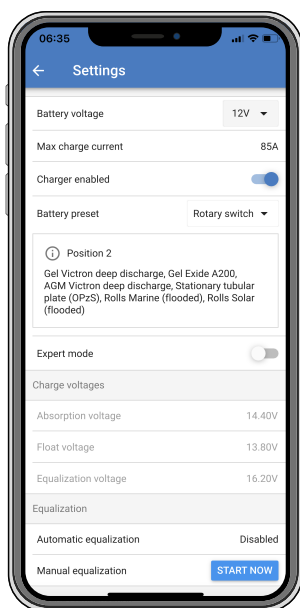 06:35
Settings
Battery voltage 12V
Max charge current 85A
Charger enabled
Battery preset Rotary switch
Position 2
Gel Victron deep discharge, Gel Exide A200,
AGM Victron deep discharge, Stationary tubular
plate (OPzS), Rolls Marine (flooded), Rolls Solar
(flooded)
Expert mode
Charge voltages
Absorption voltage 14.40V
Float voltage 13.80V
Equalization voltage 16.20V
Equalization
Automatic equalization Disabled
Manual equalization START NOW